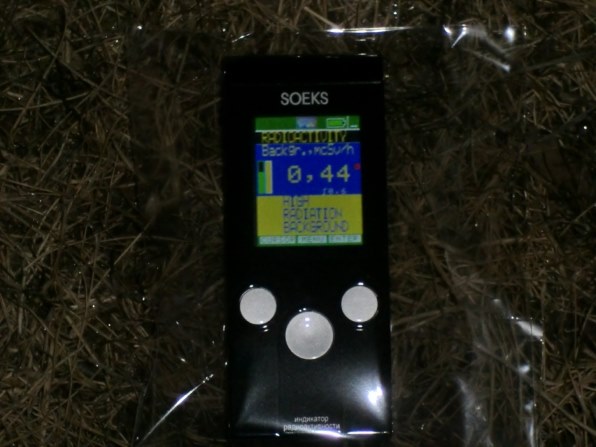 SOEKS
RADIOACTIVITY
Backgr.,mcSv/h
0,44
HIGH
RADIATION
BACKGROUND
индикатор
радиоактивности